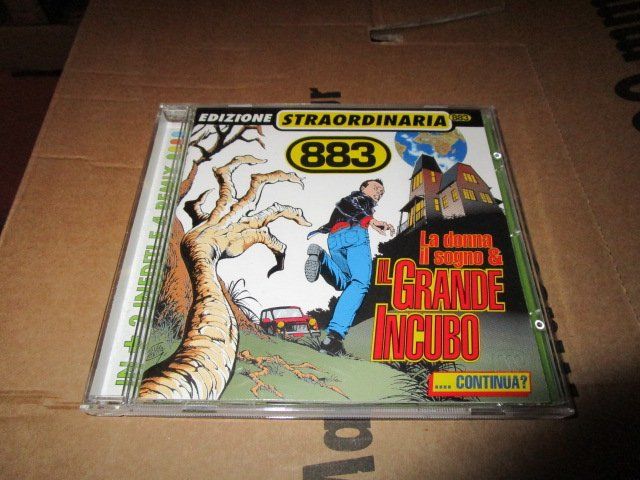 EDIZIONE STRAORDINARIA 883
883
La donna
il sogno &
IL GRANDE
INCUBO
.... CONTINUA?